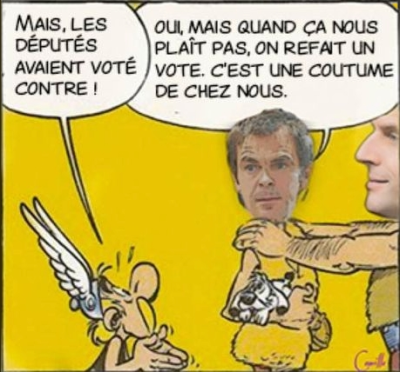 MAIS, LES
DÉPUTÉS
AVAIENT VOTÉ
CONTRE !
OUI, MAIS QUAND ÇA NOUS
PLAÎT PAS, ON REFAIT UN
VOTE. C'EST UNE COUTUME
DE CHEZ NOUS.